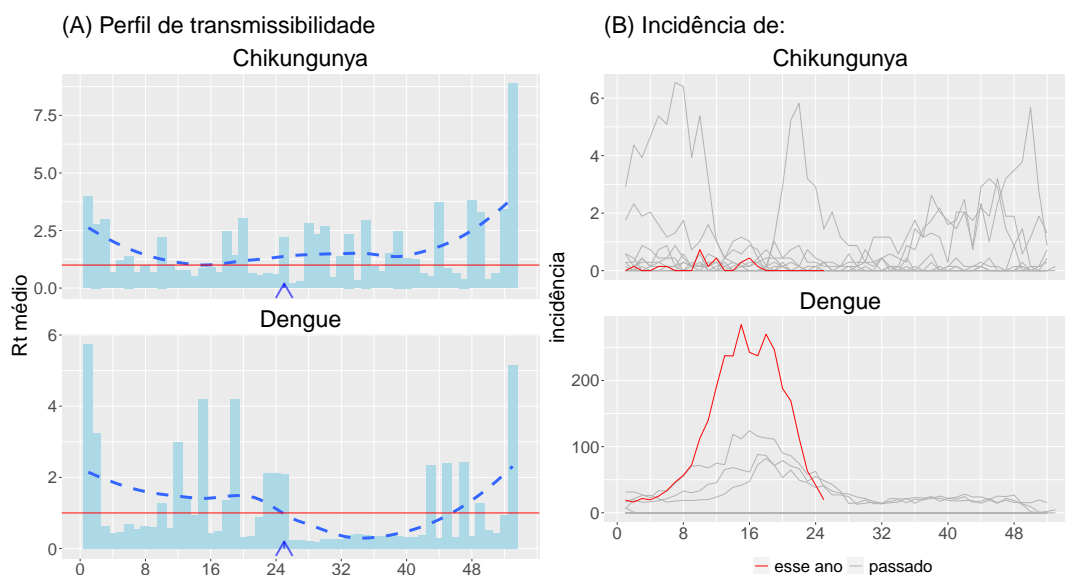 (A) Perfil de transmissibilidade
Chikungunya
7.5
5.0
2.5
0.0
Dengue
6
4
2
0
0 8 16 24 32 40 48
Rt médio
(B) Incidência de:
Chikungunya
6
4
2
0
Dengue
200
100
0
0 8 16 24 32 40 48
incidência
esse ano passado